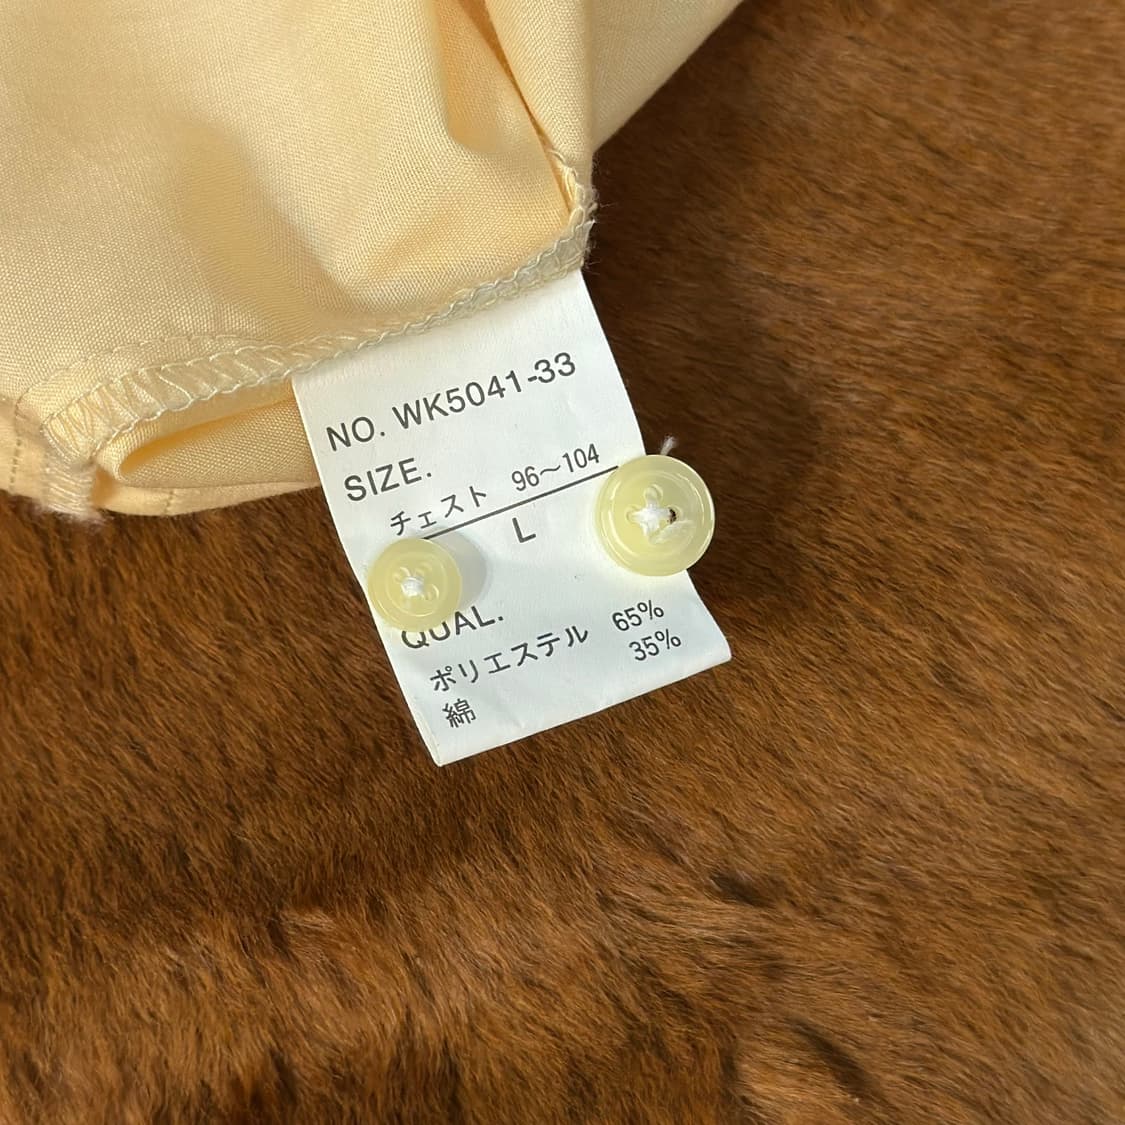 NO. WK5041-33
SIZE.
チェスト 96〜104
L
QUAL.
ポリエステル 65%
綿 35%